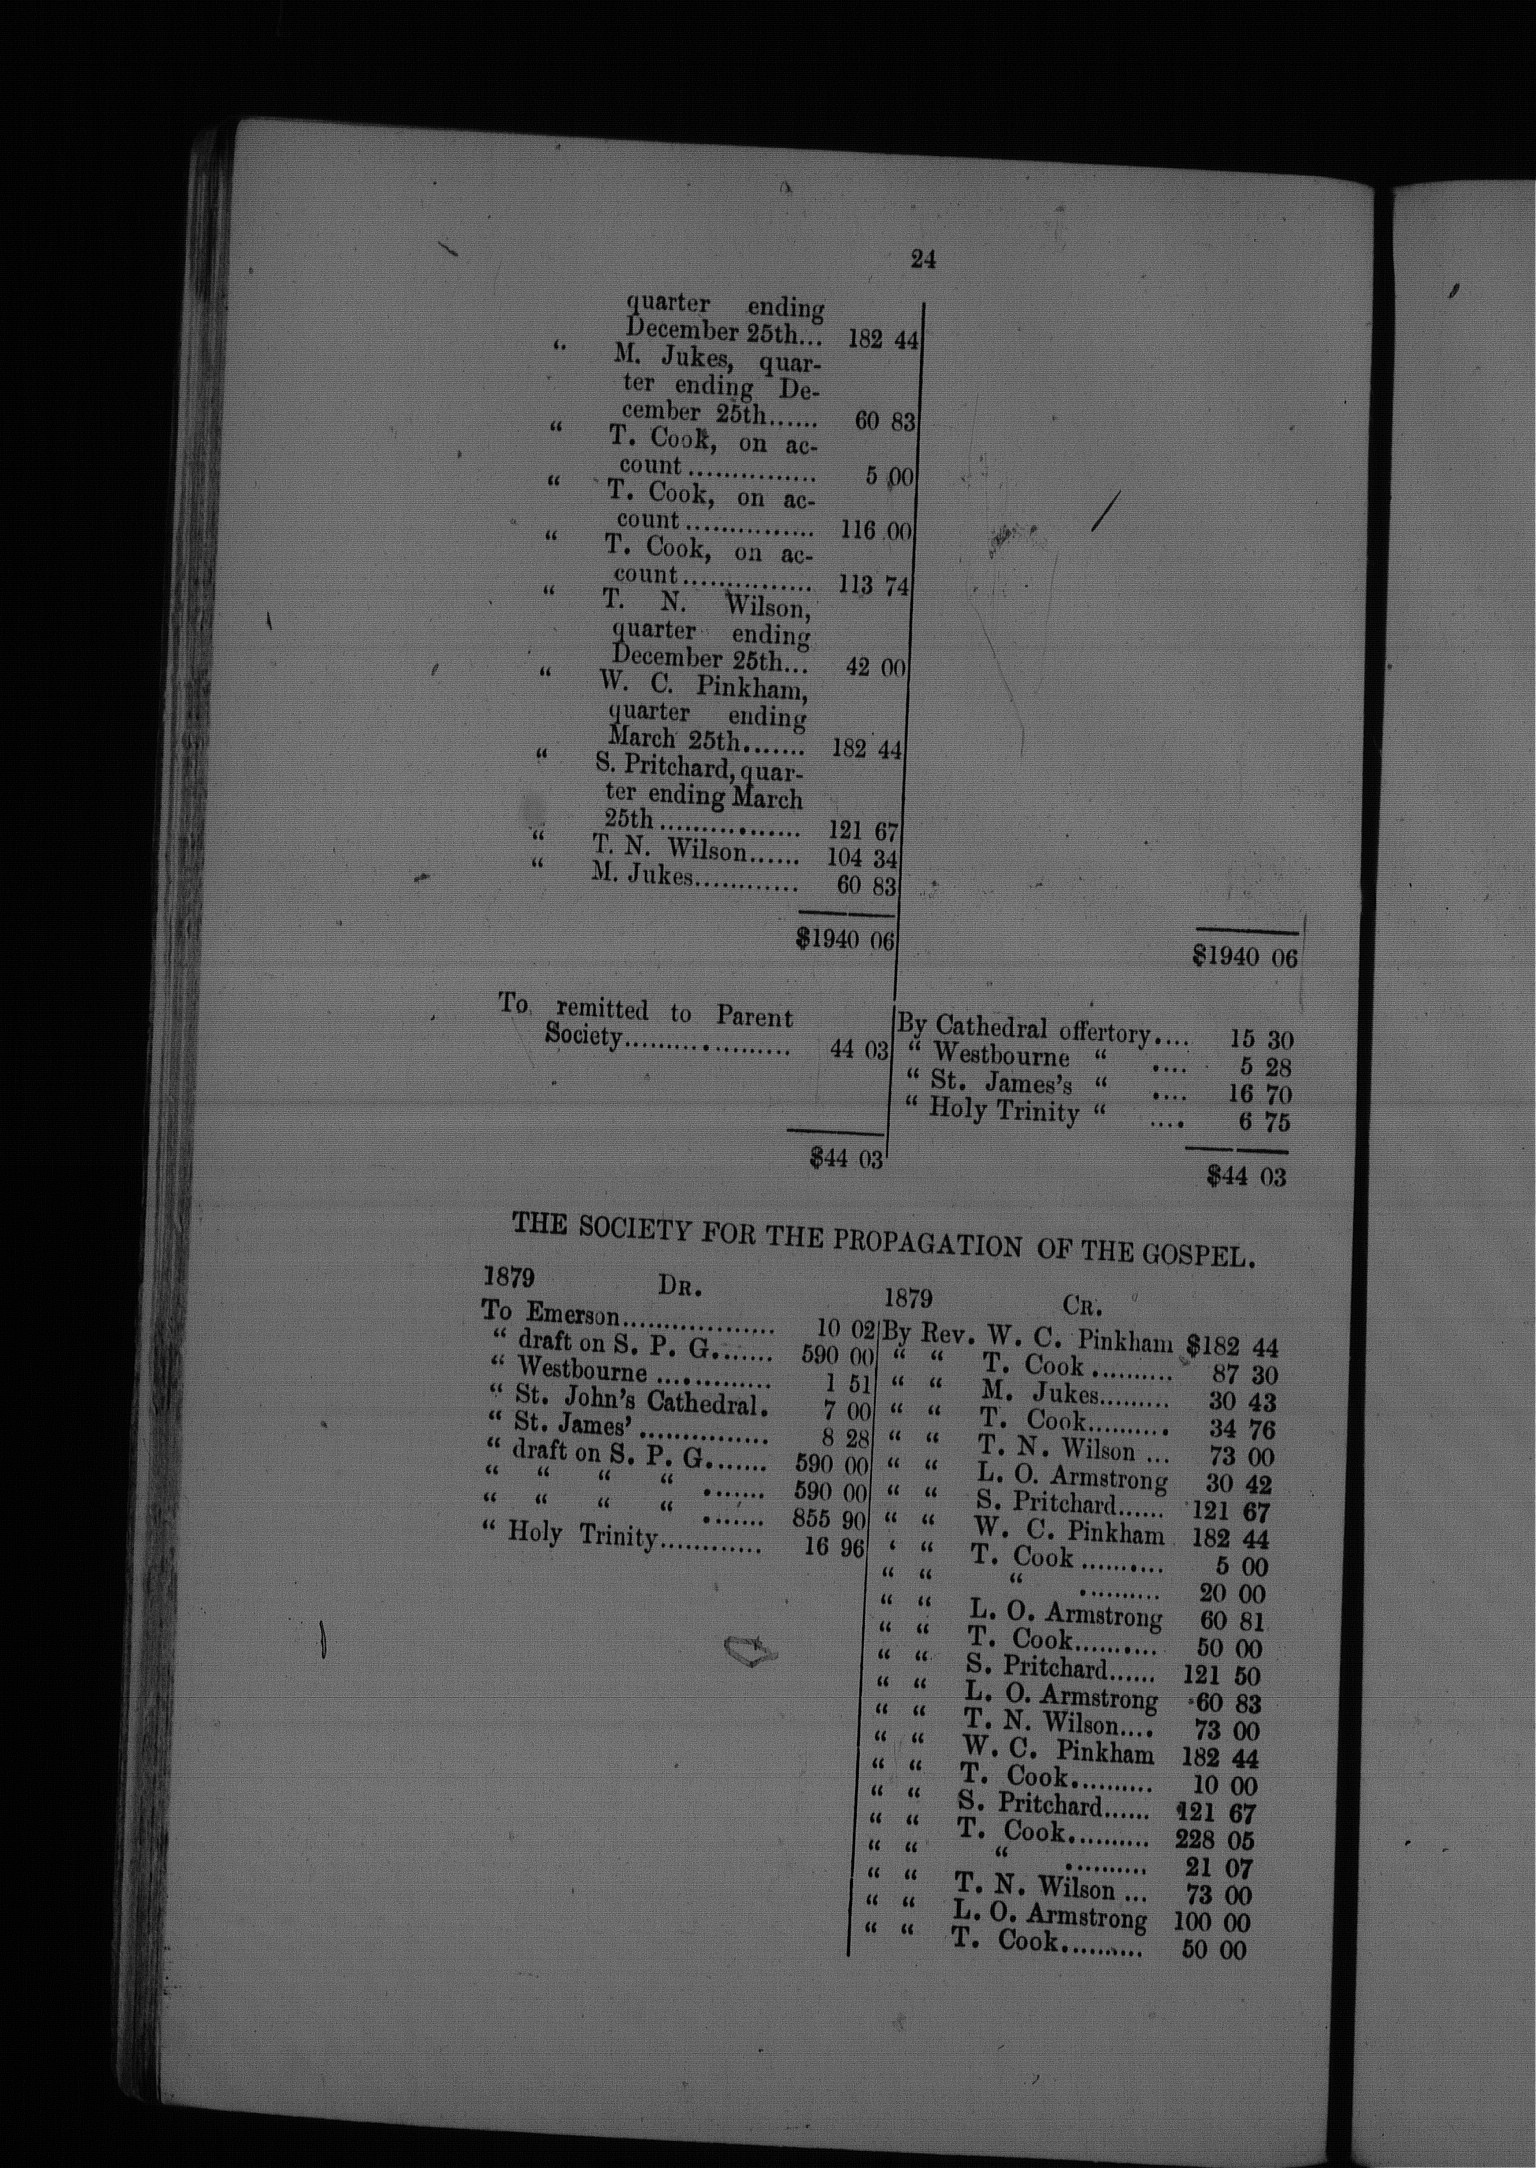 24
quarter ending
December 25th... 182 44
“ M. Jukes, quar-
ter ending De-
cember 25th...... 60 83
“ T. Cook, on ac-
count............... 5 00
“ T. Cook, on ac-
count............... 116 00
“ T. Cook, on ac-
count............... 113 74
“ T. N. Wilson,
quarter ending
December 25th... 42 00
“ W. C. Pinkham,
quarter ending
March 25th....... 182 44
“ S. Pritchard, quar-
ter ending March
25th................. 121 67
“ T. N. Wilson...... 104 34
“ M. Jukes............ 60 83
$1940 06
$1940 06
To remitted to Parent
Society.................... 44 03
$44 03
By Cathedral offertory.... 15 30
“ Westbourne “ .... 5 28
“ St. James's “ .... 16 70
“ Holy Trinity “ .... 6 75
$44 03
THE SOCIETY FOR THE PROPAGATION OF THE GOSPEL.
1879 DR.
To Emerson.................. 10 02
“ draft on S. P. G....... 590 00
“ Westbourne ............. 1 51
“ St. John's Cathedral. 7 00
“ St. James' ............... 8 28
“ draft on S. P. G....... 590 00
“ “ “ “ ....... 590 00
“ “ “ “ ....... 855 90
“ Holy Trinity............ 16 96
1879 CR.
By Rev. W. C. Pinkham $182 44
“ “ T. Cook .......... 87 30
“ “ M. Jukes......... 30 43
“ “ T. Cook.......... 34 76
“ “ T. N. Wilson ... 73 00
“ “ L. O. Armstrong 30 42
“ “ S. Pritchard...... 121 67
“ “ W. C. Pinkham 182 44
‘ “ T. Cook .......... 5 00
“ “ “ .......... 20 00
“ “ L. O. Armstrong 60 81
“ “ T. Cook.......... 50 00
“ “ S. Pritchard...... 121 50
“ “ L. O. Armstrong 60 83
“ “ T. N. Wilson.... 73 00
“ “ W. C. Pinkham 182 44
“ “ T. Cook.......... 10 00
“ “ S. Pritchard...... 121 67
“ “ T. Cook.......... 228 05
“ “ “ .......... 21 07
“ “ T. N. Wilson ... 73 00
“ “ L. O. Armstrong 100 00
“ “ T. Cook.......... 50 00